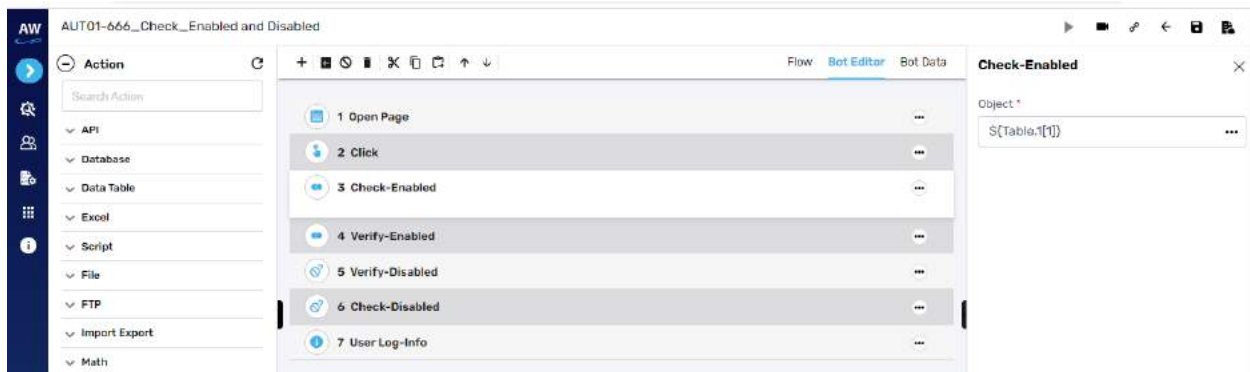 AW
AUT01-666_Check_Enabled and Disabled
Action
Search Action
API
Database
Data Table
Excel
Script
File
FTP
Import Export
Math
Flow Bot Editor Bot Data
1 Open Page
2 Click
3 Check-Enabled
4 Verify-Enabled
5 Verify-Disabled
6 Check-Disabled
7 User Log-Info
Check-Enabled
Object *
${Table.1[1]}